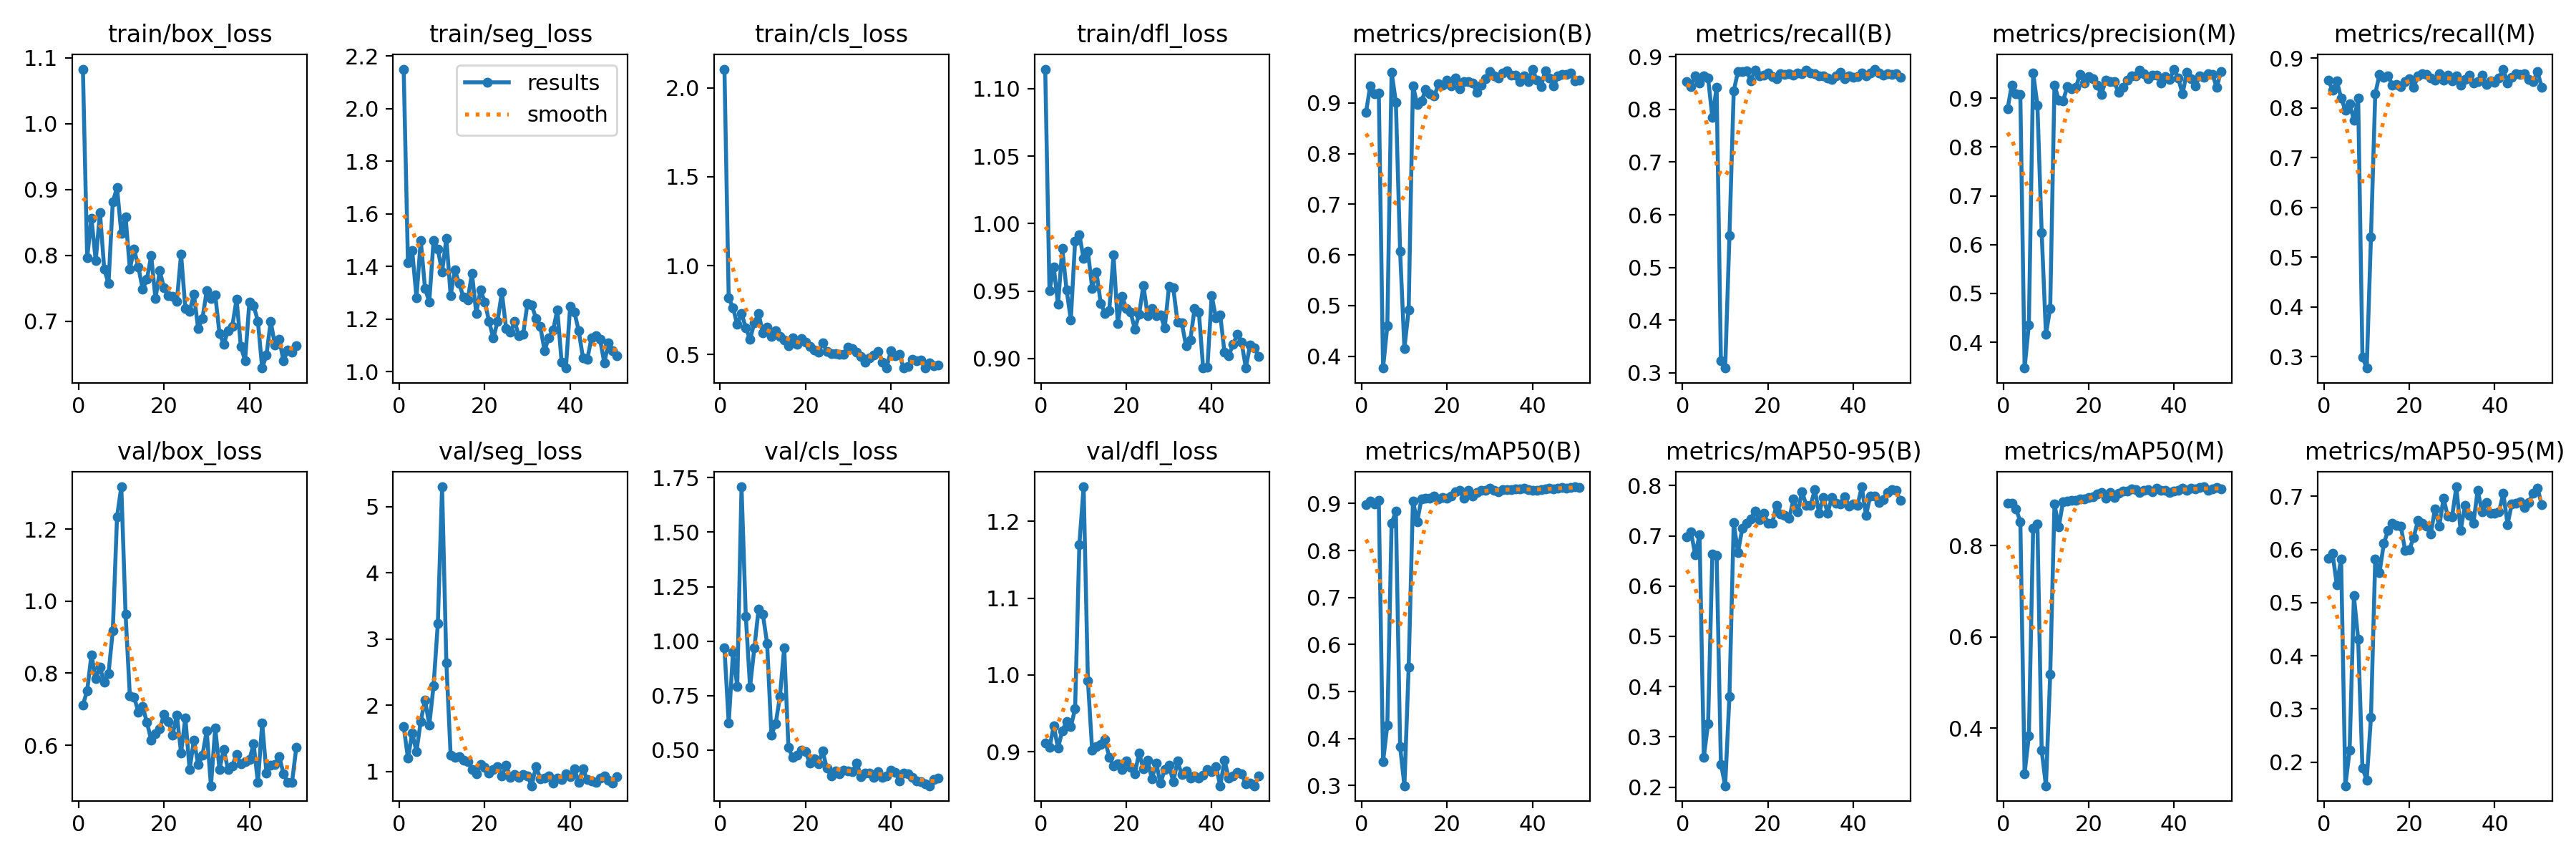 train/box_loss
train/seg_loss
train/cls_loss
train/dfl_loss
metrics/precision(B)
metrics/recall(B)
metrics/precision(M)
metrics/recall(M)
1.1
1.0
0.9
0.8
0.7
0 20 40
2.2
2.0
1.8
1.6
1.4
1.2
1.0
results
smooth
0 20 40
2.0
1.5
1.0
0.5
0 20 40
1.10
1.05
1.00
0.95
0.90
0 20 40
0.9
0.8
0.7
0.6
0.5
0.4
0 20 40
0.9
0.8
0.7
0.6
0.5
0.4
0.3
0 20 40
0.9
0.8
0.7
0.6
0.5
0.4
0 20 40
0.9
0.8
0.7
0.6
0.5
0.4
0.3
0 20 40
val/box_loss
val/seg_loss
val/cls_loss
val/dfl_loss
metrics/mAP50(B)
metrics/mAP50-95(B)
metrics/mAP50(M)
metrics/mAP50-95(M)
1.2
1.0
0.8
0.6
0 20 40
5
4
3
2
1
0 20 40
1.75
1.50
1.25
1.00
0.75
0.50
0 20 40
1.2
1.1
1.0
0.9
0 20 40
0.9
0.8
0.7
0.6
0.5
0.4
0.3
0 20 40
0.8
0.7
0.6
0.5
0.4
0.3
0.2
0 20 40
0.8
0.6
0.4
0 20 40
0.7
0.6
0.5
0.4
0.3
0.2
0 20 40